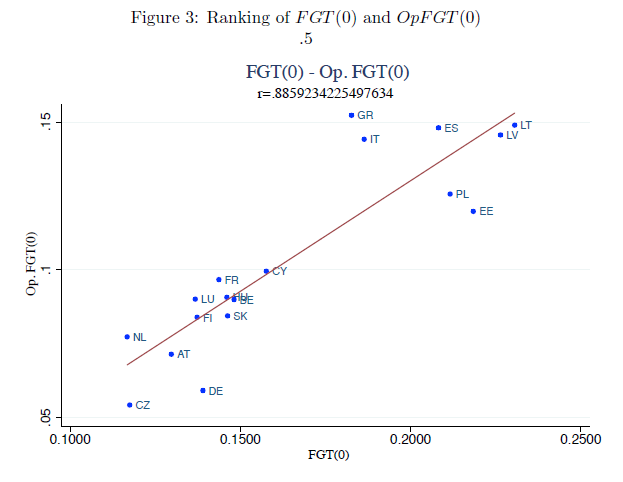 Figure 3: Ranking of FGT(0) and OpFGT(0)
.5
FGT(0) - Op. FGT(0)
r=.8859234225497634
.15
GR
ES
LT
IT
LV
PL
EE
Op. FGT(0)
.1
CY
FR
LU
HU
BE
FI
SK
NL
AT
DE
CZ
.05
0.1000 0.1500 0.2000 0.2500
FGT(0)